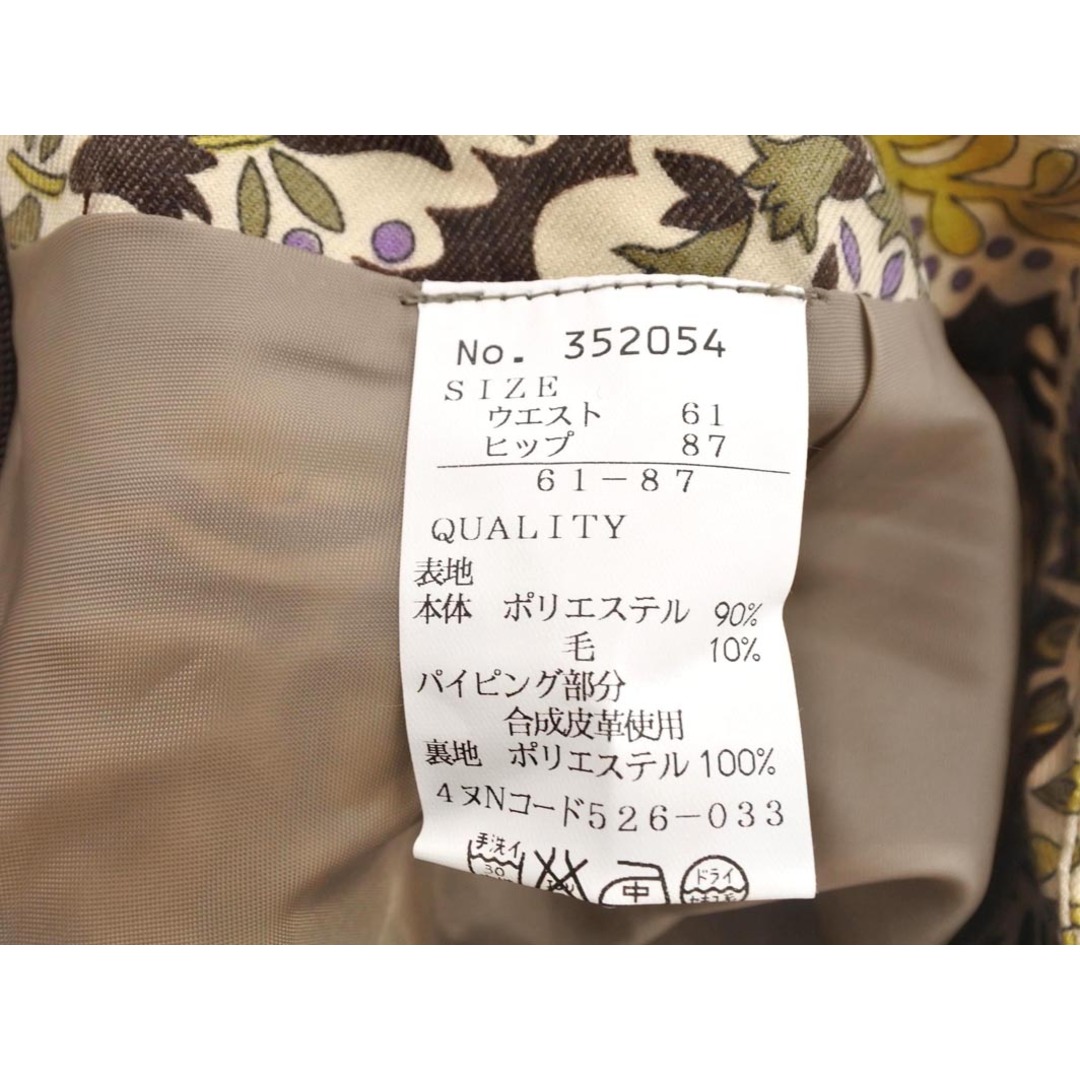 No. 352054
SIZE
ウエスト 61
ヒップ 87
61-87
QUALITY
表地
本体 ポリエステル 90%
毛 10%
パイピング部分
合成皮革使用
裏地 ポリエステル 100%
4ヌNコード526-033
手洗イ
30
中
ドライ